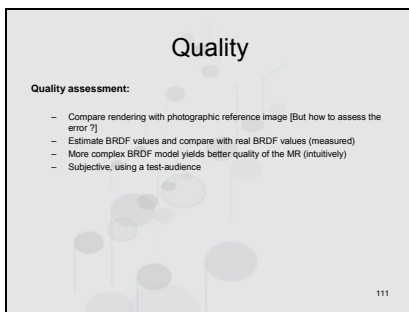 Quality
Quality assessment:
– Compare rendering with photographic reference image [But how to assess the
error ?]
– Estimate BRDF values and compare with real BRDF values (measured)
– More complex BRDF model yields better quality of the MR (intuitively)
– Subjective, using a test-audience
111